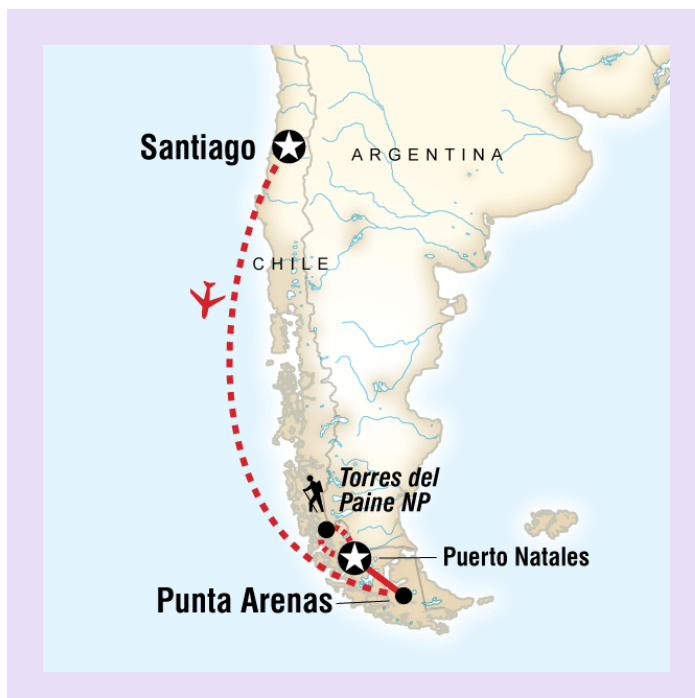 Santiago
ARGENTINA
CHILE
Torres del
Paine NP
Puerto Natales
Punta Arenas